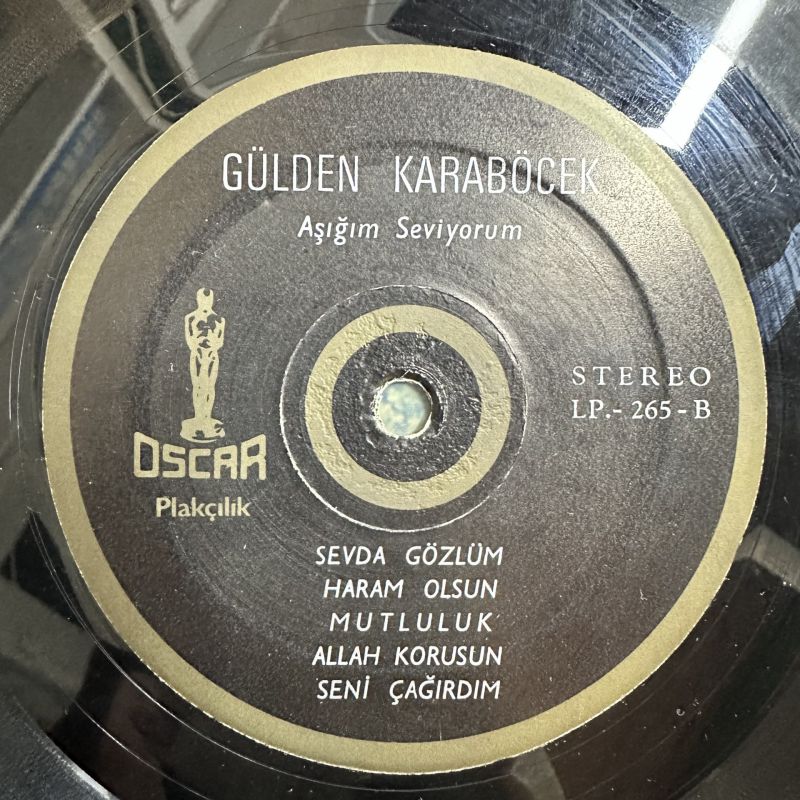 GÜLDEN KARABÖCEK
Aşığım Seviyorum
STEREO
LP.- 265 - B
OSCAR
Plakçılık
SEVDA GÖZLÜM
HARAM OLSUN
MUTLULUK
ALLAH KORUSUN
SENİ ÇAĞIRDIM